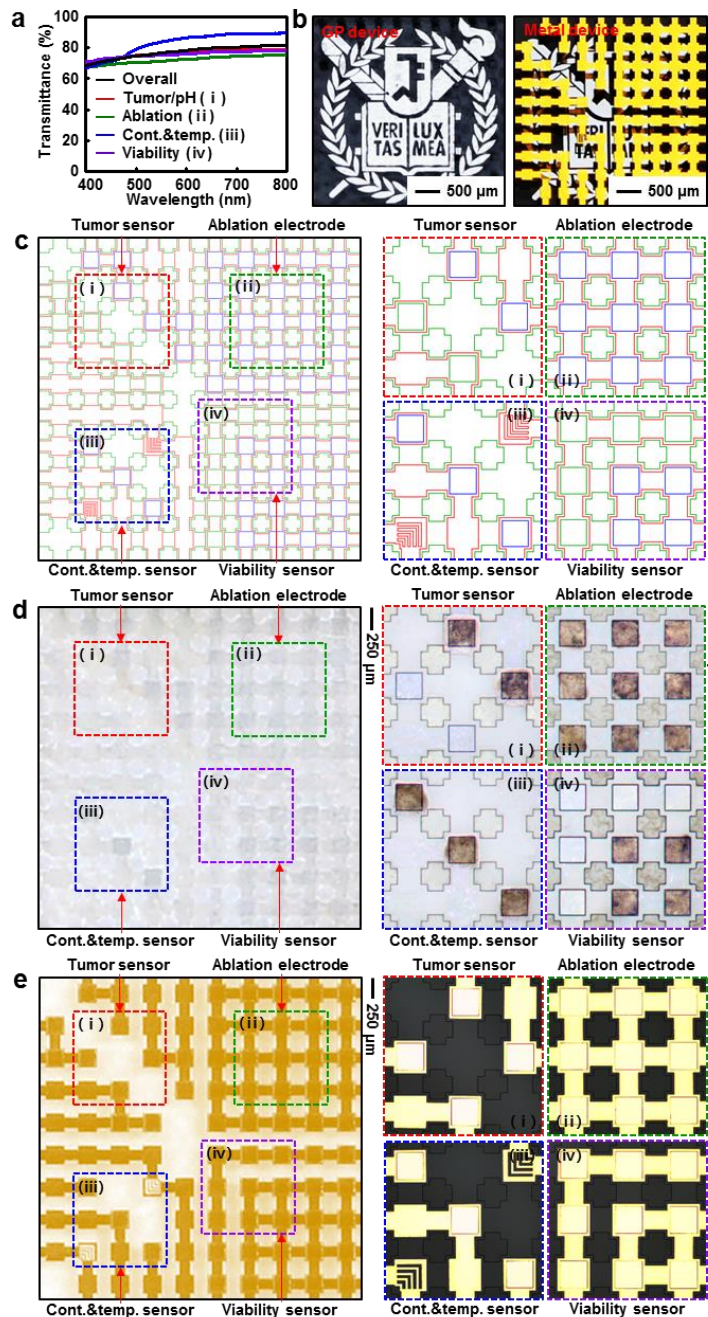 a
Transmittance (%)
100
80
60
40
20
0
Overall
Tumor/pH ( i )
Ablation (ii)
Cont.&temp. (iii)
Viability (iv)
400 500 600 700 800
Wavelength (nm)
b
GP device
VERI LUX
TAS MEA
500 µm
Metal device
ERI
TA
500 µm
c
Tumor sensor Ablation electrode
( i )
(ii)
(iii)
(iv)
Cont.&temp. sensor Viability sensor
Tumor sensor Ablation electrode
( i )
(ii)
(iii)
(iv)
Cont.&temp. sensor Viability sensor
d
Tumor sensor Ablation electrode
( i )
(ii)
(iii)
(iv)
Cont.&temp. sensor Viability sensor
250 µm
Tumor sensor Ablation electrode
( i )
(ii)
(iii)
(iv)
Cont.&temp. sensor Viability sensor
e
Tumor sensor Ablation electrode
( i )
(ii)
(iii)
(iv)
Cont.&temp. sensor Viability sensor
250 µm
Tumor sensor Ablation electrode
( i )
(ii)
(iii)
(iv)
Cont.&temp. sensor Viability sensor